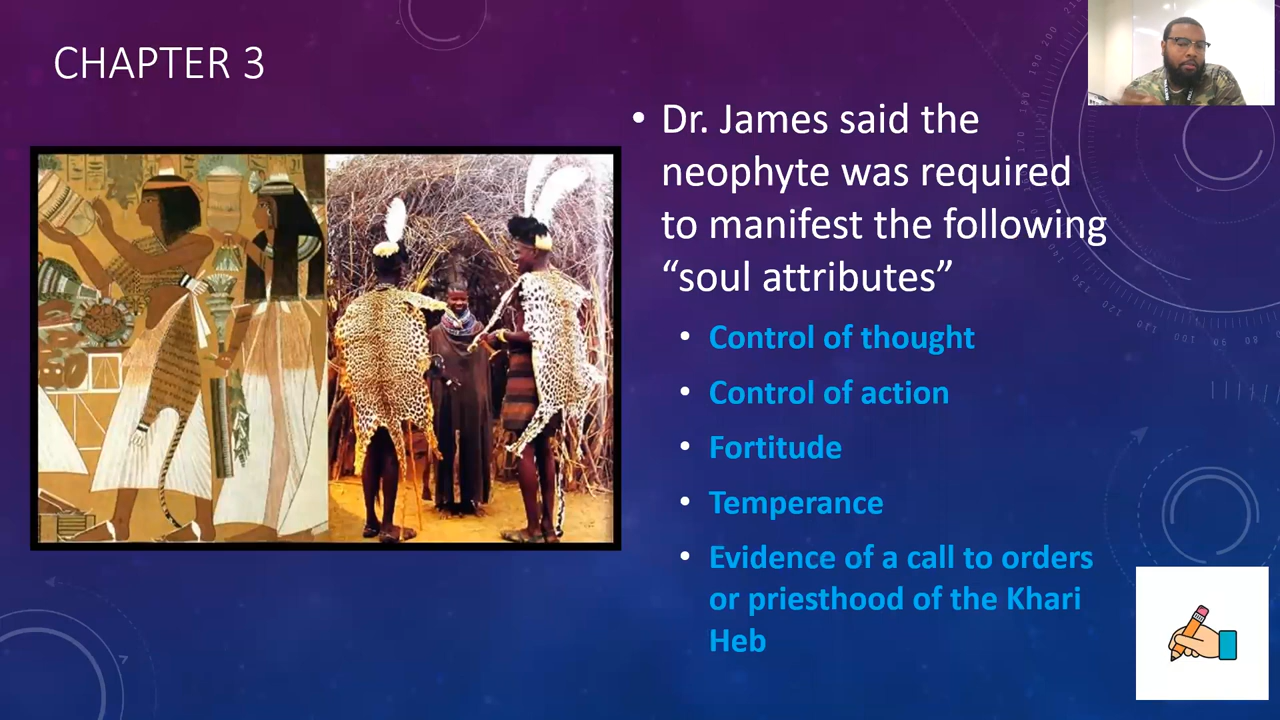 CHAPTER 3
• Dr. James said the
neophyte was required
to manifest the following
“soul attributes”
• Control of thought
• Control of action
• Fortitude
• Temperance
• Evidence of a call to orders
or priesthood of the Khari
Heb